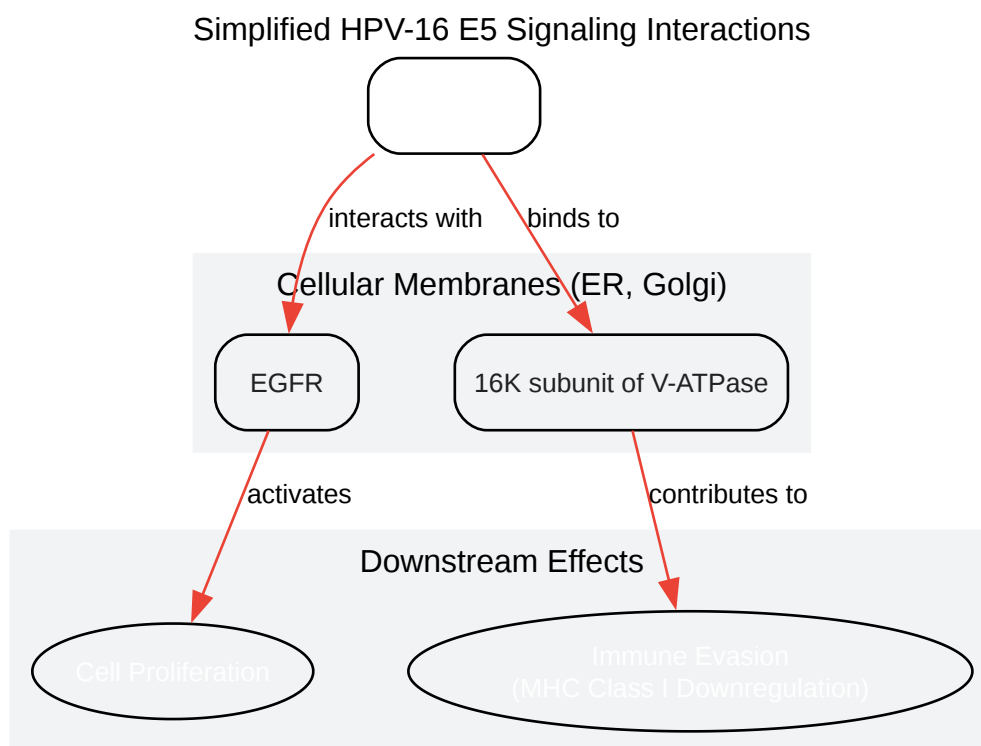 Simplified HPV-16 E5 Signaling Interactions
interacts with
binds to
Cellular Membranes (ER, Golgi)
EGFR
16K subunit of V-ATPase
activates
contributes to
Downstream Effects
Cell Proliferation
Immune Evasion
(MHC Class I Downregulation)